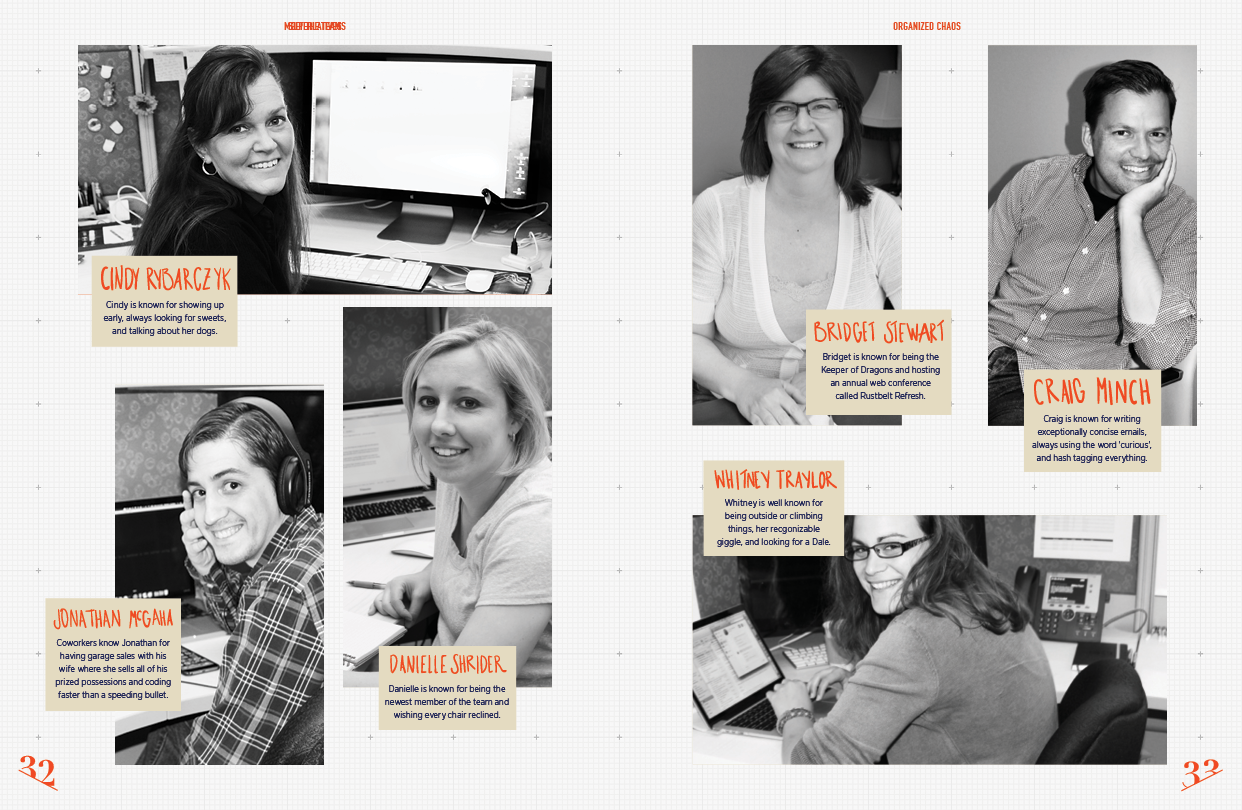 ORGANIZED CHAOS
CINDY RYBARCZYK
Cindy is known for showing up
early, always looking for sweets,
and talking about her dogs.
JONATHAN McGAHA
Coworkers know Jonathan for
having garage sales with his
wife where she sells all of his
prized possessions and coding
faster than a speeding bullet.
DANIELLE SHRIDER
Danielle is known for being the
newest member of the team and
wishing every chair reclined.
32
BRIDGET STEWART
Bridget is known for being the
Keeper of Dragons and hosting
an annual web conference
called Rustbelt Refresh.
CRAIG MINCH
Craig is known for writing
exceptionally concise emails,
always using the word 'curious',
and hash tagging everything.
WHITNEY TRAYLOR
Whitney is well known for
being outside or climbing
things, her recgonizable
giggle, and looking for a Dale.
33